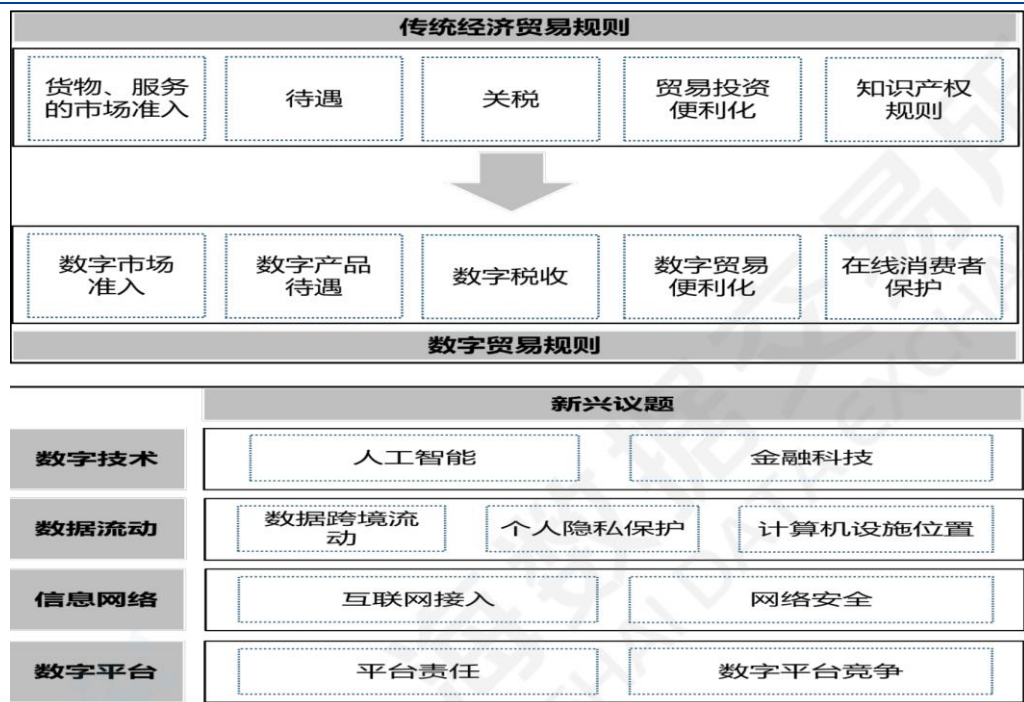 传统经济贸易规则
货物、服务
的市场准入
待遇
关税
贸易投资
便利化
知识产权
规则
数字市场
准入
数字产品
待遇
数字税收
数字贸易
便利化
在线消费者
保护
数字贸易规则
新兴议题
数字技术
人工智能
金融科技
数据流动
数据跨境流
动
个人隐私保护
计算机设施位置
信息网络
互联网接入
网络安全
数字平台
平台责任
数字平台竞争